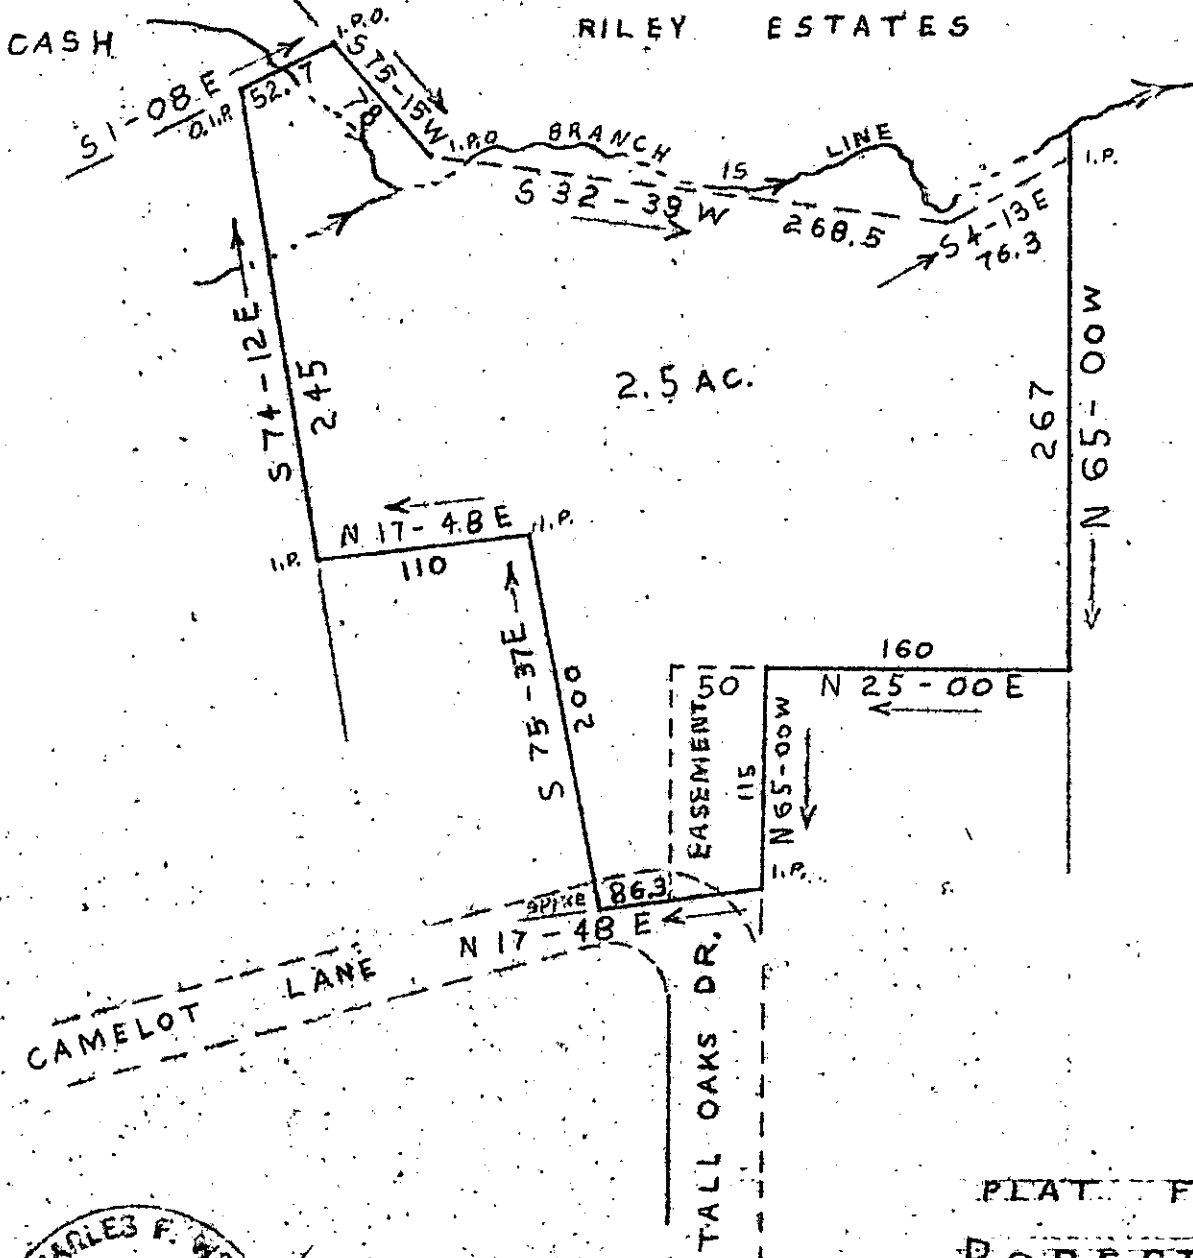 RILEY ESTATES
CASH
I.P.O.
S 1-08 E
52.17
O.I.P.
S 75-15 W
78
I.P.O
BRANCH
15
LINE
I.P.
S 32-39 W
268.5
S 4-13 E
76.3
S 74-12 E
245
2.5 AC.
267
N 65-00 W
N 17-48 E
I.P.
I.P.
110
S 75-37 E
200
160
50
N 25-00 E
EASEMENT
115
N 65-00 W
I.P.
SPIKE
86.3
N 17-48 E
CAMELOT LANE
TALL OAKS DR.
PLAT F
CHARLES F.